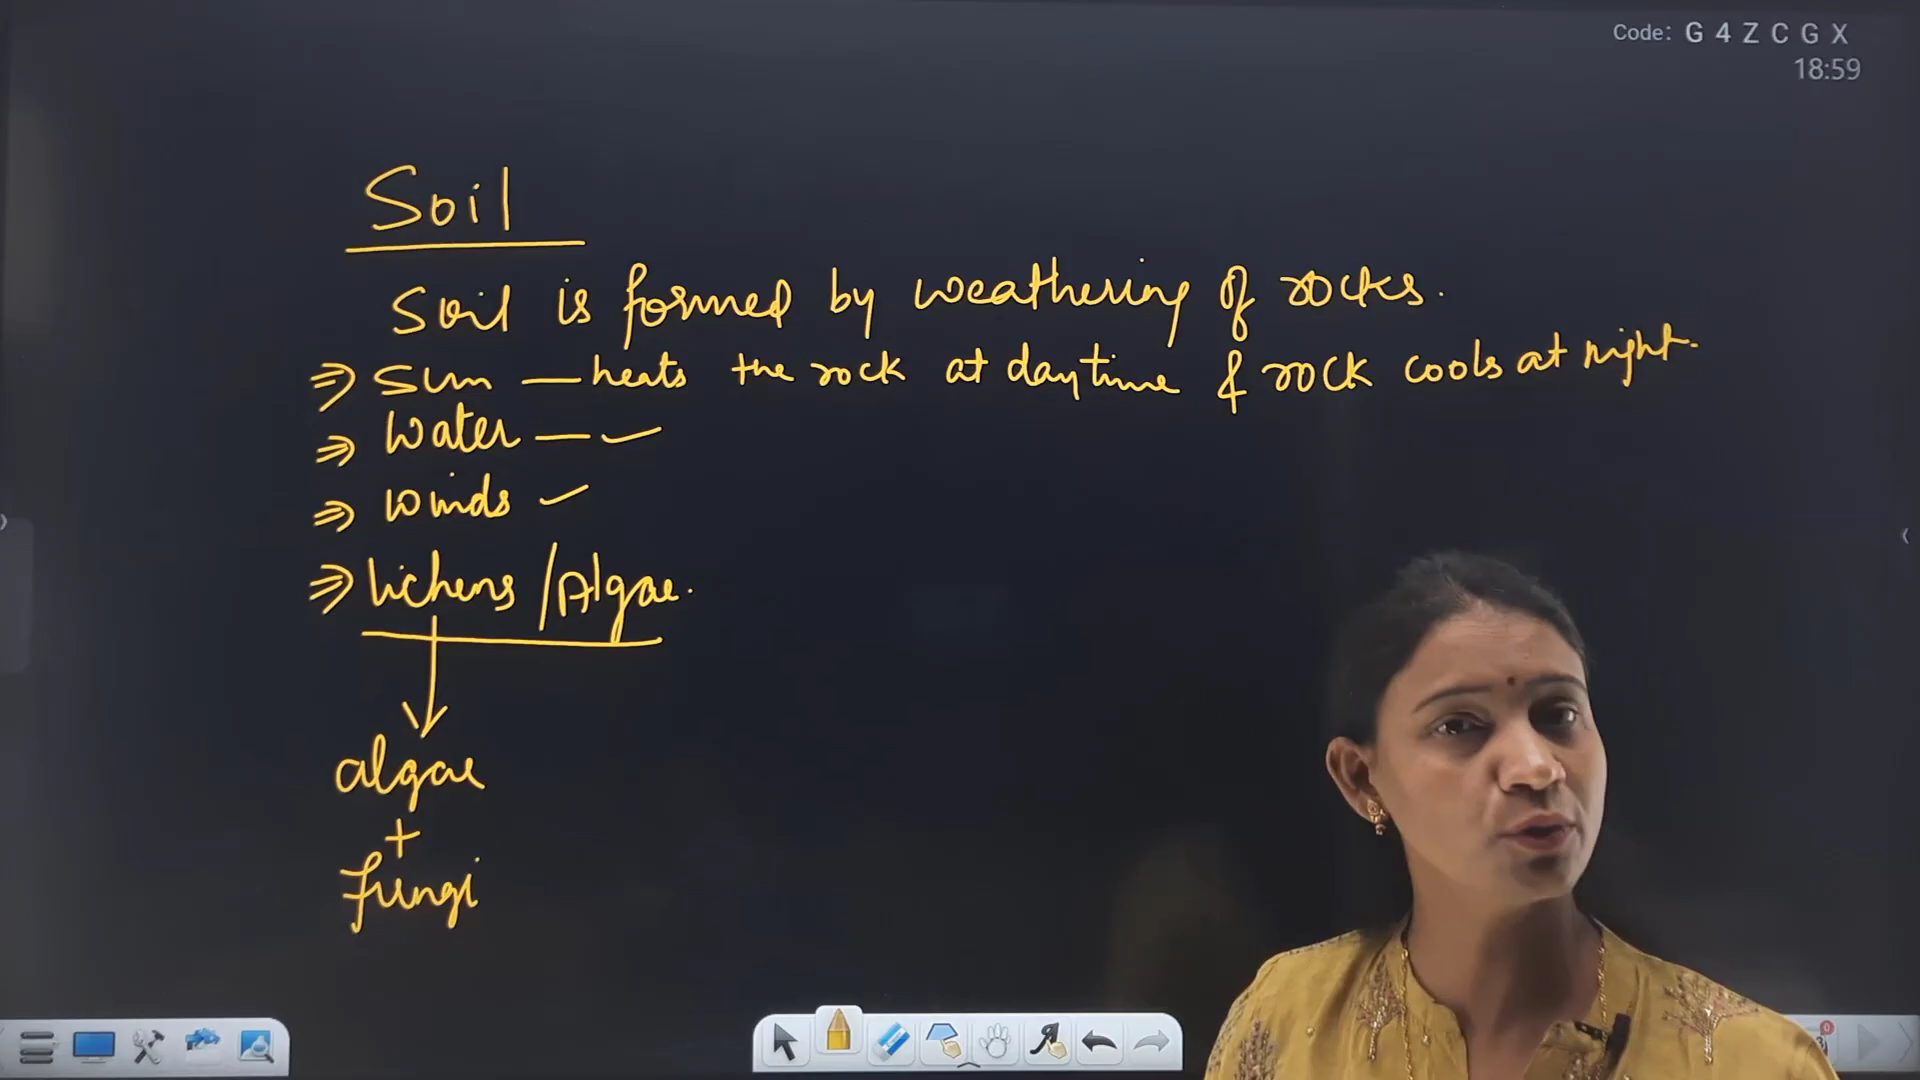 Code: G 4 Z C G X
18:59
Soil
Soil is formed by weathering of rocks.
⇒ Sun — heats the rock at daytime & rock cools at night.
⇒ Water — ✓
⇒ Winds ✓
⇒ Lichens / Algae.
algae
+
fungi